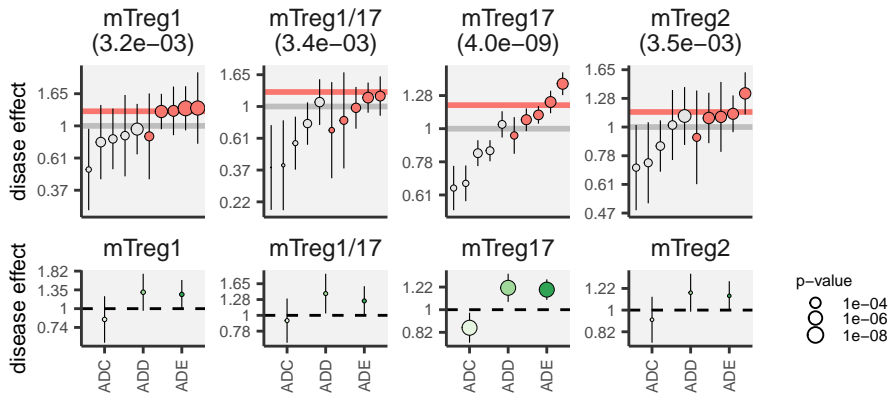 mTreg1
(3.2e−03)
mTreg1/17
(3.4e−03)
mTreg17
(4.0e−09)
mTreg2
(3.5e−03)
disase effect
1.65
1
0.61
0.37
1.65
1
0.61
0.37
0.22
1.28
1
0.78
0.61
1.65
1.28
1
0.78
0.61
0.47
mTreg1
mTreg1/17
mTreg17
mTreg2
disease effect
1.82
1.35
1
0.74
1.65
1.28
1
0.78
1.22
1
0.82
1.22
1
0.82
ADC
ADD
ADE
ADC
ADD
ADE
ADC
ADD
ADE
ADC
ADD
ADE
p−value
1e−04
1e−06
1e−08